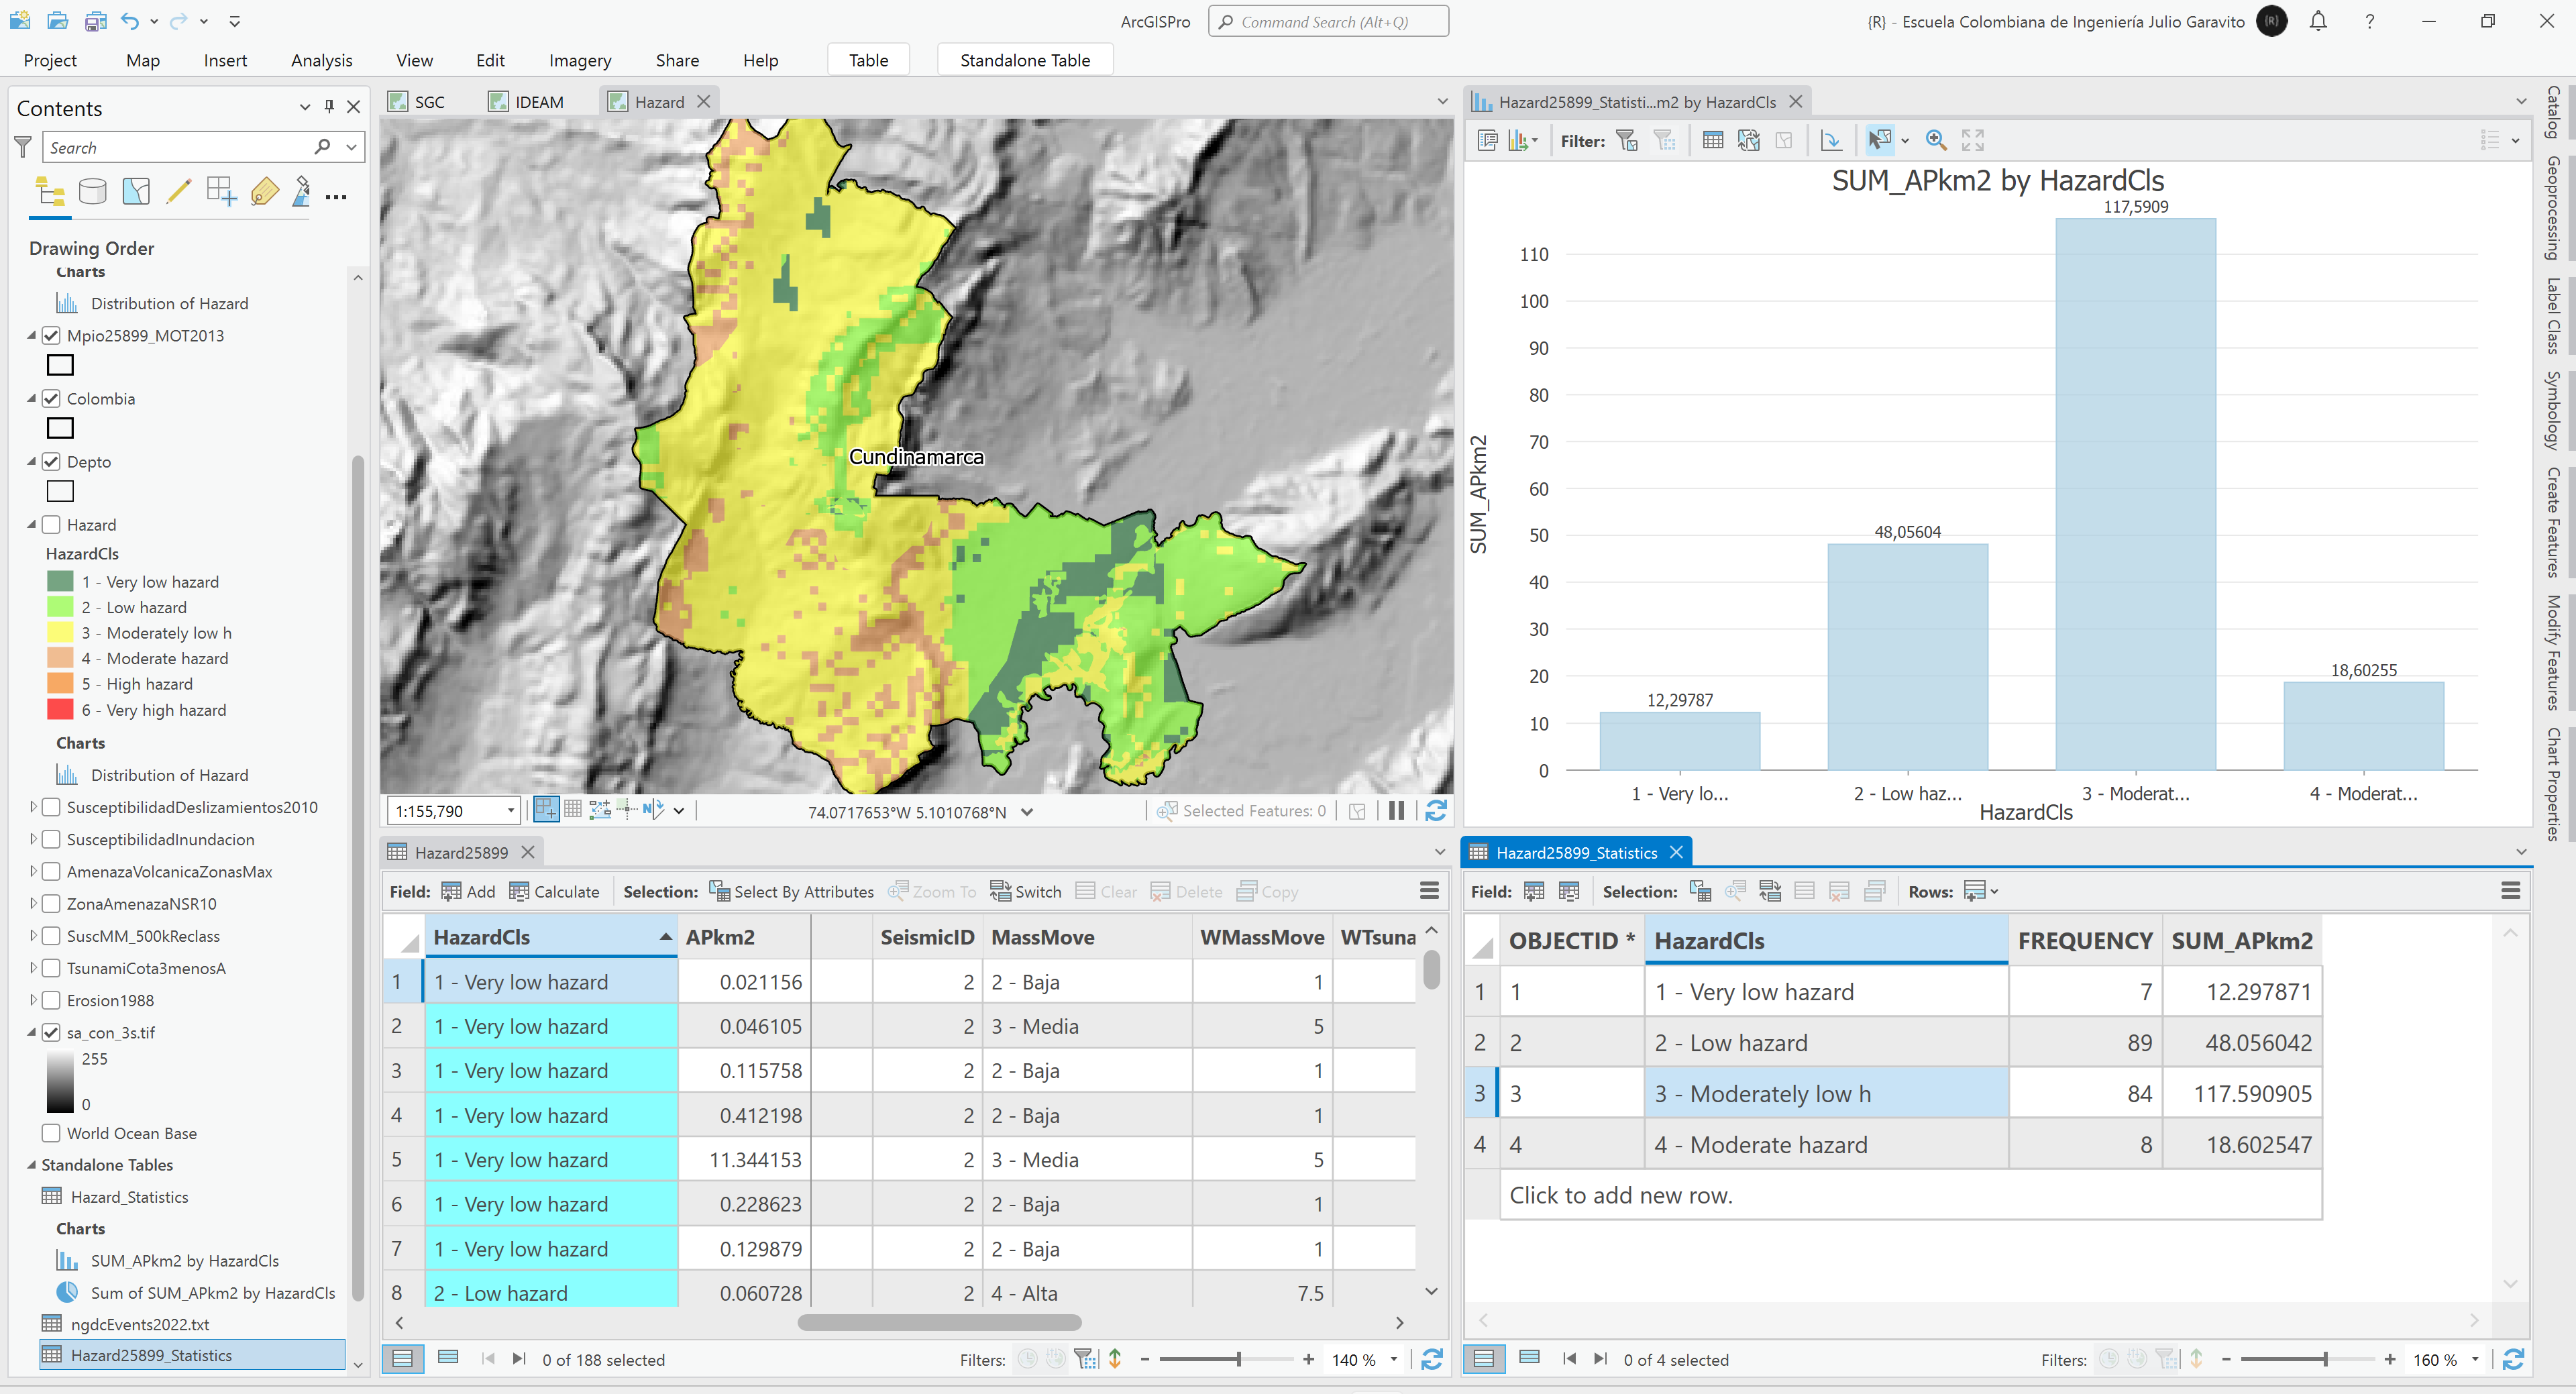 ArcGISPro
Command Search (Alt+Q)
{R} - Escuela Colombiana de Ingeniería Julio Garavito
{R}
?
Project
Map
Insert
Analysis
View
Edit
Imagery
Share
Help
Table
Standalone Table
Contents
Search
Drawing Order
Charts
Distribution of Hazard
Mpio25899_MOT2013
Colombia
Depto
Hazard
HazardCls
1 - Very low hazard
2 - Low hazard
3 - Moderately low h
4 - Moderate hazard
5 - High hazard
6 - Very high hazard
Charts
Distribution of Hazard
SusceptibilidadDeslizamientos2010
SusceptibilidadInundacion
AmenazaVolcanicaZonasMax
ZonaAmenazaNSR10
SuscMM_500kReclass
TsunamiCota3menosA
Erosion1988
sa_con_3s.tif
255
0
World Ocean Base
Standalone Tables
Hazard_Statistics
Charts
SUM_APkm2 by HazardCls
Sum of SUM_APkm2 by HazardCls
ngdcEvents2022.txt
Hazard25899_Statistics
SGC
IDEAM
Hazard
Cundinamarca
1:155,790
74.0717653°W 5.1010768°N
Selected Features: 0
Hazard25899_Statisti...m2 by HazardCls
Filter:
SUM_APkm2 by HazardCls
SUM_APkm2
110
100
90
80
70
60
50
40
30
20
10
0
12,29787
48,05604
117,5909
18,60255
1 - Very lo...
2 - Low haz...
3 - Moderat...
4 - Moderat...
HazardCls
Hazard25899
Field: Add Calculate Selection: Select By Attributes Zoom To Switch Clear Delete Copy
HazardCls APkm2 SeismicID MassMove WMassMove WTsuna
1 1 - Very low hazard 0.021156 2 2 - Baja 1
2 1 - Very low hazard 0.046105 2 3 - Media 5
3 1 - Very low hazard 0.115758 2 2 - Baja 1
4 1 - Very low hazard 0.412198 2 2 - Baja 1
5 1 - Very low hazard 11.344153 2 3 - Media 5
6 1 - Very low hazard 0.228623 2 2 - Baja 1
7 1 - Very low hazard 0.129879 2 2 - Baja 1
8 2 - Low hazard 0.060728 2 4 - Alta 7.5
0 of 188 selected
Filters:
140 %
Hazard25899_Statistics
Field: Selection: Rows:
OBJECTID * HazardCls FREQUENCY SUM_APkm2
1 1 1 - Very low hazard 7 12.297871
2 2 2 - Low hazard 89 48.056042
3 3 3 - Moderately low h 84 117.590905
4 4 4 - Moderate hazard 8 18.602547
Click to add new row.
0 of 4 selected
Filters:
160 %
Catalog
Geoprocessing
Label Class
Symbology
Create Features
Modify Features
Chart Properties